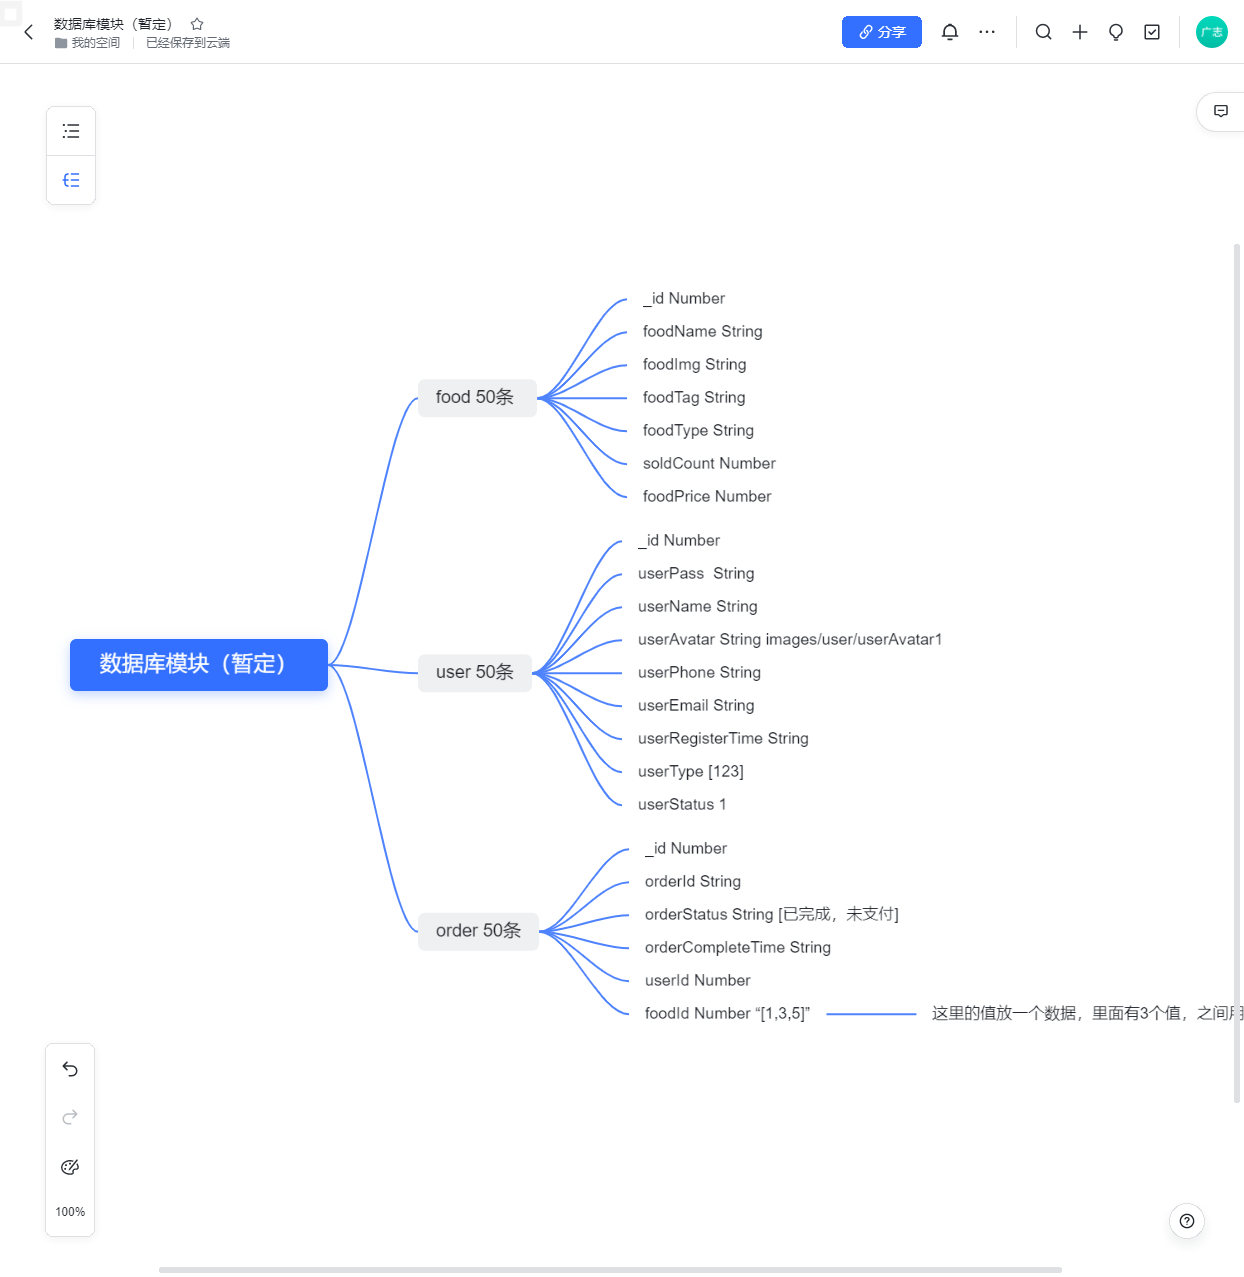 数据库模块（暂定）
我的空间
已经保存到云端
分享
广志
_id Number
foodName String
foodImg String
foodTag String
food 50条
foodType String
soldCount Number
foodPrice Number
_id Number
userPass  String
userName String
userAvatar String images/user/userAvatar1
数据库模块（暂定）
user 50条
userPhone String
userEmail String
userRegisterTime String
userType [123]
userStatus 1
_id Number
orderId String
orderStatus String [已完成，未支付]
order 50条
orderCompleteTime String
userId Number
foodId Number “[1,3,5]”
这里的值放一个数据，里面有3个值，之间用
100%